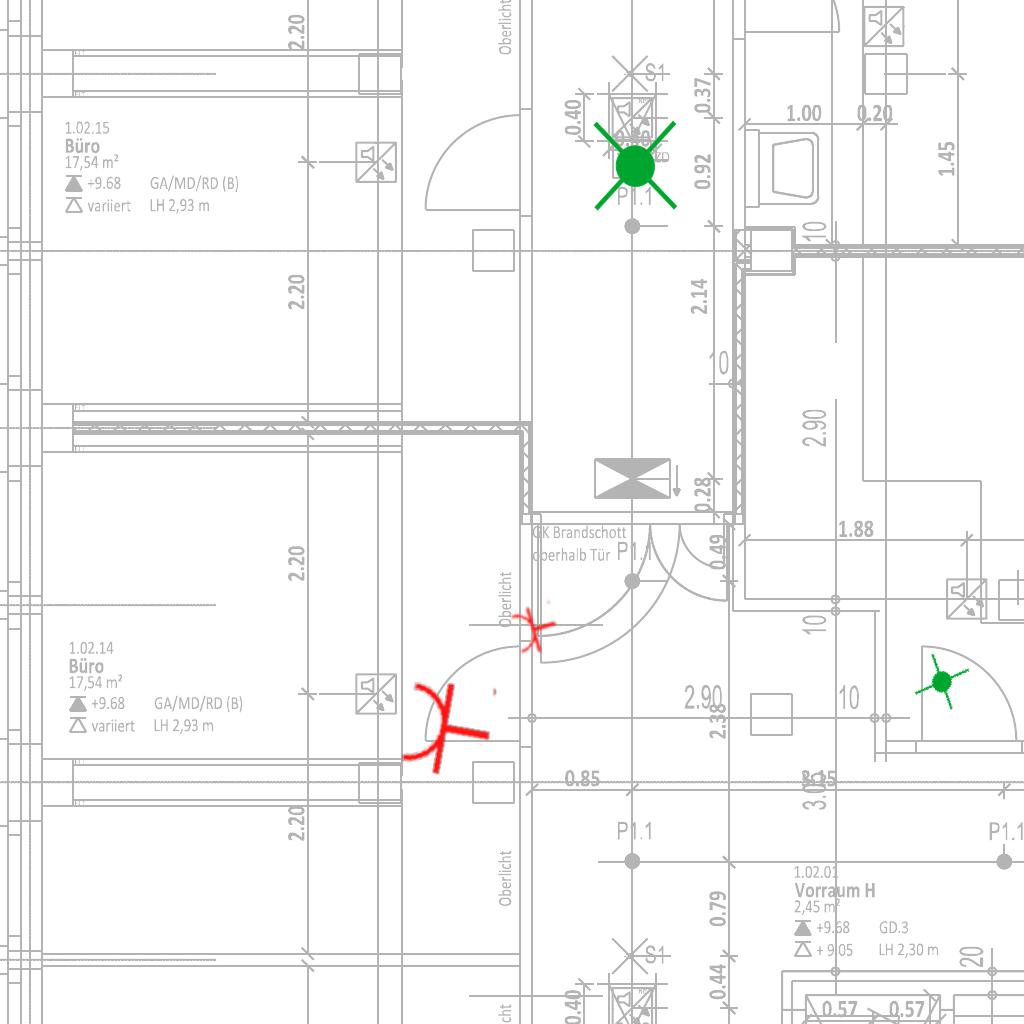 2.20
Oberlicht
S1
0.37
0.40
1.00
0.20
1.45
1.02.15
Büro
17,54 m²
+9.68 GA/MD/RD (B)
variiert LH 2,93 m
0.92
P1.1
10
2.20
2.14
10
2.90
0.28
GK Brandschott
oberhalb Tür
P1.1
0.49
1.88
2.20
Oberlicht
10
1.02.14
Büro
17,54 m²
+9.68 GA/MD/RD (B)
variiert LH 2,93 m
2.90
10
2.38
0.85
3.15
2.20
P1.1
P1.1
Oberlicht
1.02.01
Vorraum H
2,45 m²
+9.68 GD.3
+ 9.05 LH 2,30 m
0.79
S1
0.44
20
0.40
Oberlicht
0.57
0.57